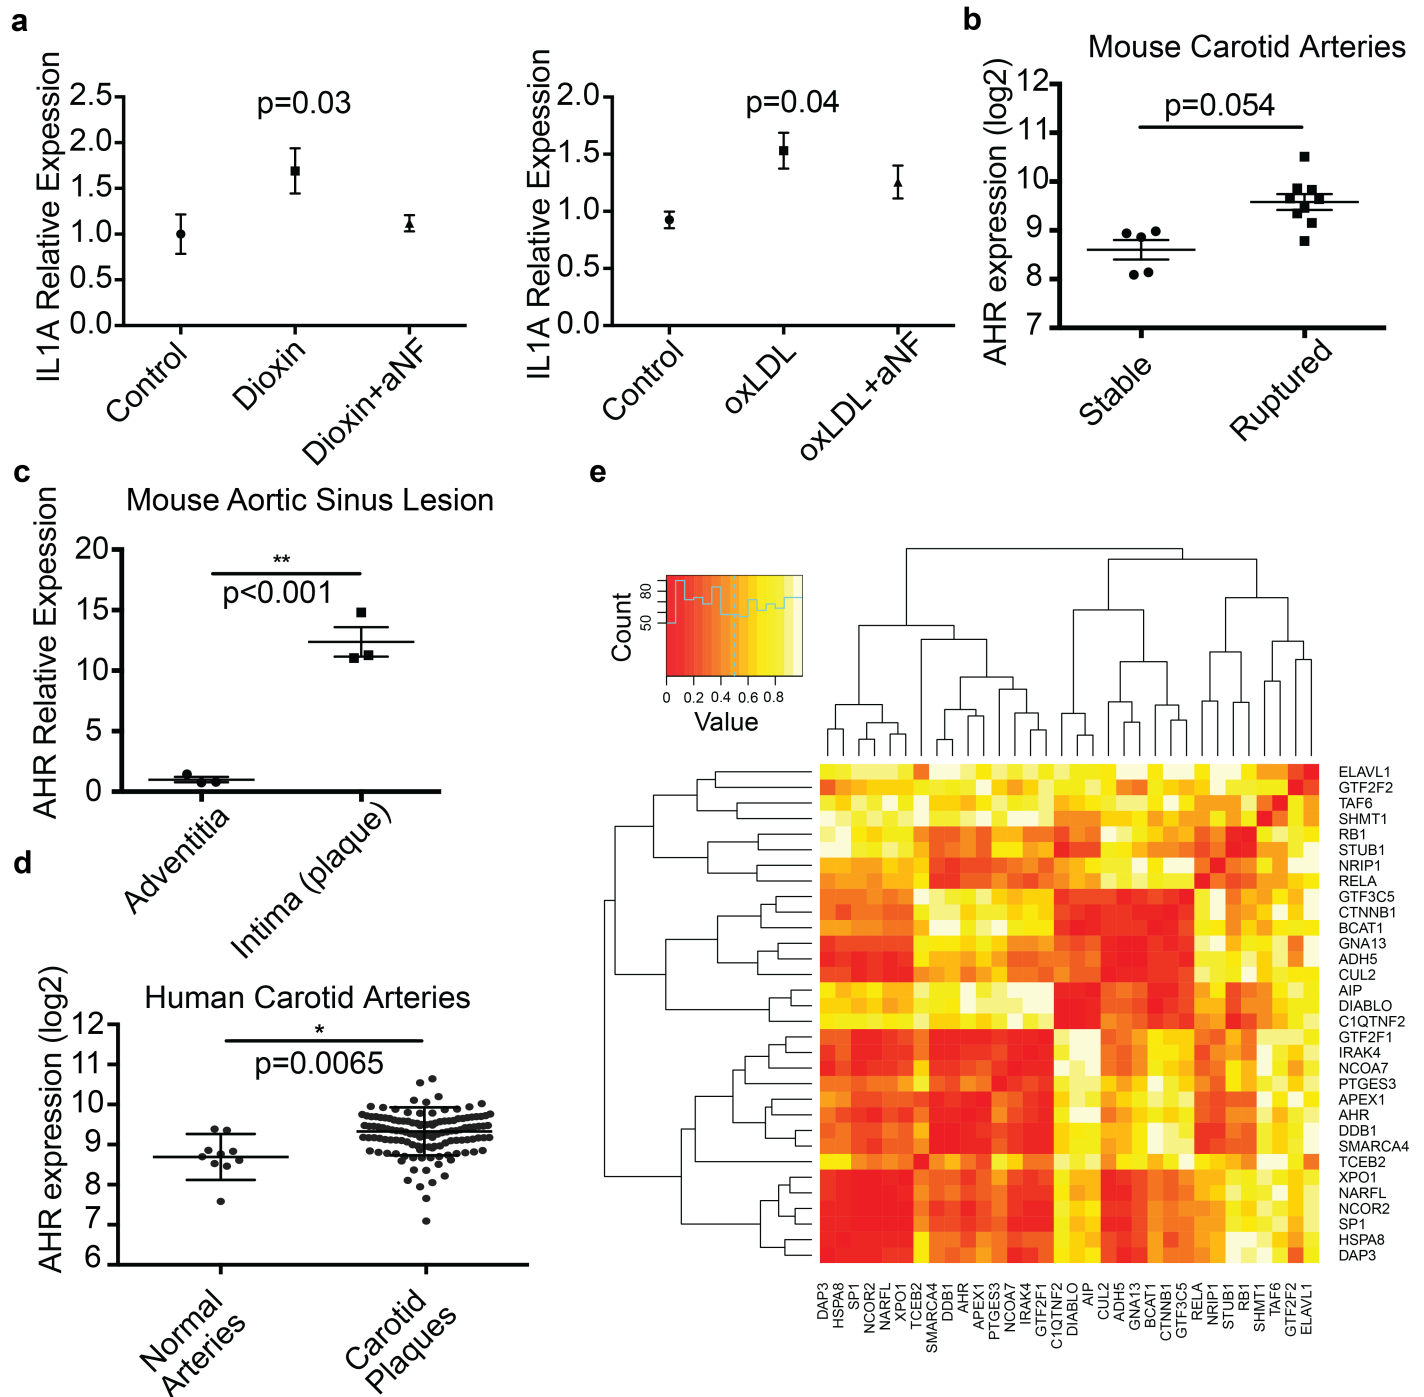 a
IL1A Relative Expession
2.5
2.0
1.5
1.0
0.5
0.0
p=0.03
Control
Dioxin
Dioxin+aNF
IL1A Relative Expession
2.0
1.5
1.0
0.5
0.0
p=0.04
Control
oxLDL
oxLDL+aNF
b
Mouse Carotid Arteries
AHR expression (log2)
12
11
10
9
8
7
p=0.054
Stable
Ruptured
c
Mouse Aortic Sinus Lesion
AHR Relative Expession
20
15
10
5
0
**
p<0.001
Adventitia
Intima (plaque)
d
Human Carotid Arteries
AHR expression (log2)
12
11
10
9
8
7
6
*
p=0.0065
Normal
Arteries
Carotid
Plaques
e
Count
50
80
0 0.2 0.4 0.6 0.8
Value
ELAVL1
GTF2F2
TAF6
SHMT1
RB1
STUB1
NRIP1
RELA
GTF3C5
CTNNB1
BCAT1
GNA13
ADH5
CUL2
AIP
DIABLO
C1QTNF2
GTF2F1
IRAK4
NCOA7
PTGES3
APEX1
AHR
DDB1
SMARCA4
TCEB2
XPO1
NARFL
NCOR2
SP1
HSPA8
DAP3
DAP3
HSPA8
SP1
NCOR2
NARFL
XPO1
TCEB2
SMARCA4
DDB1
AHR
APEX1
PTGES3
NCOA7
IRAK4
GTF2F1
C1QTNF2
DIABLO
AIP
CUL2
ADH5
GNA13
BCAT1
CTNNB1
GTF3C5
RELA
NRIP1
STUB1
RB1
SHMT1
TAF6
GTF2F2
ELAVL1